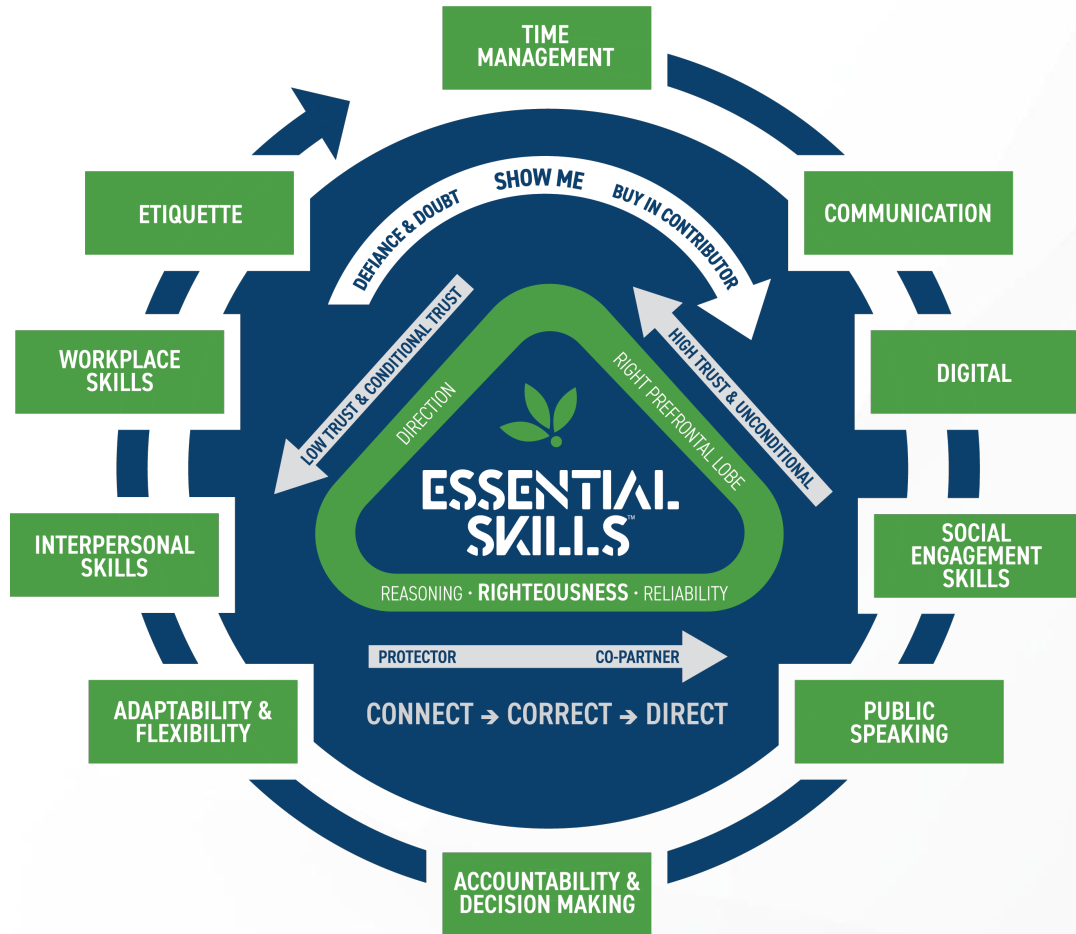 TIME
MANAGEMENT
COMMUNICATION
DIGITAL
SOCIAL
ENGAGEMENT
SKILLS
PUBLIC
SPEAKING
ACCOUNTABILITY &
DECISION MAKING
ADAPTABILITY &
FLEXIBILITY
INTERPERSONAL
SKILLS
WORKPLACE
SKILLS
ETIQUETTE
DEFIANCE & DOUBT
SHOW ME
BUY IN CONTRIBUTOR
LOW TRUST & CONDITIONAL TRUST
HIGH TRUST & UNCONDITIONAL
DIRECTION
RIGHT PREFRONTAL LOBE
ESSENTIAL
SKILLS™
REASONING · RIGHTEOUSNESS · RELIABILITY
PROTECTOR CO-PARTNER
CONNECT → CORRECT → DIRECT